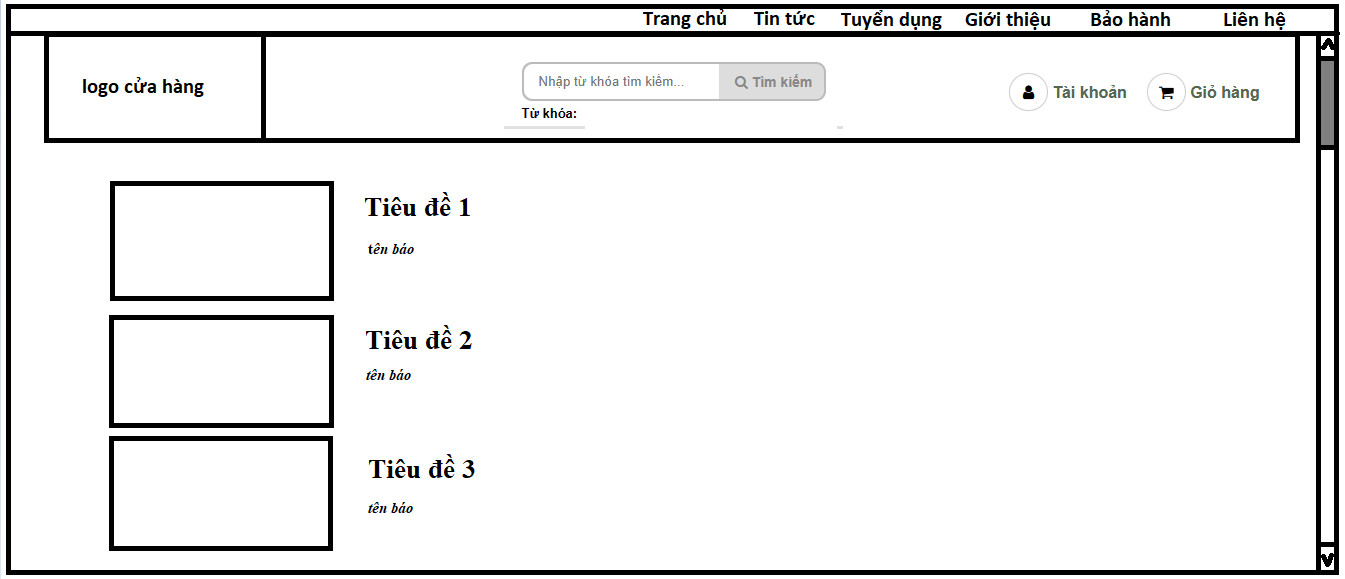 Trang chủ Tin tức Tuyển dụng Giới thiệu Bảo hành Liên hệ
logo cửa hàng
Nhập từ khóa tìm kiếm... Tìm kiếm
Từ khóa:
Tài khoản Giỏ hàng
Tiêu đề 1
tên báo
Tiêu đề 2
tên báo
Tiêu đề 3
tên báo